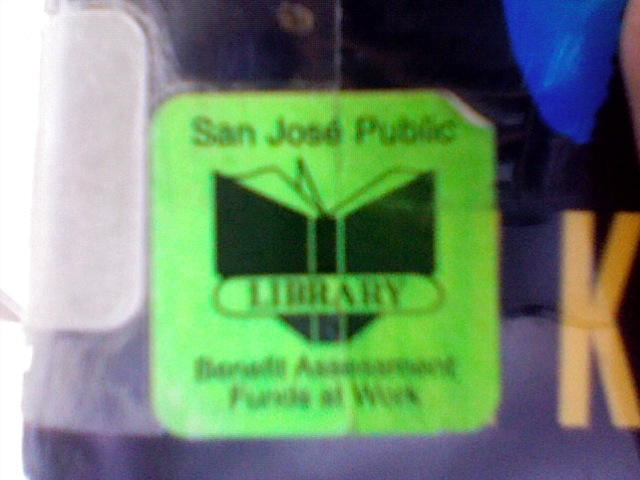 San José Public
LIBRARY
Benefit Assessment
Funds at Work
K